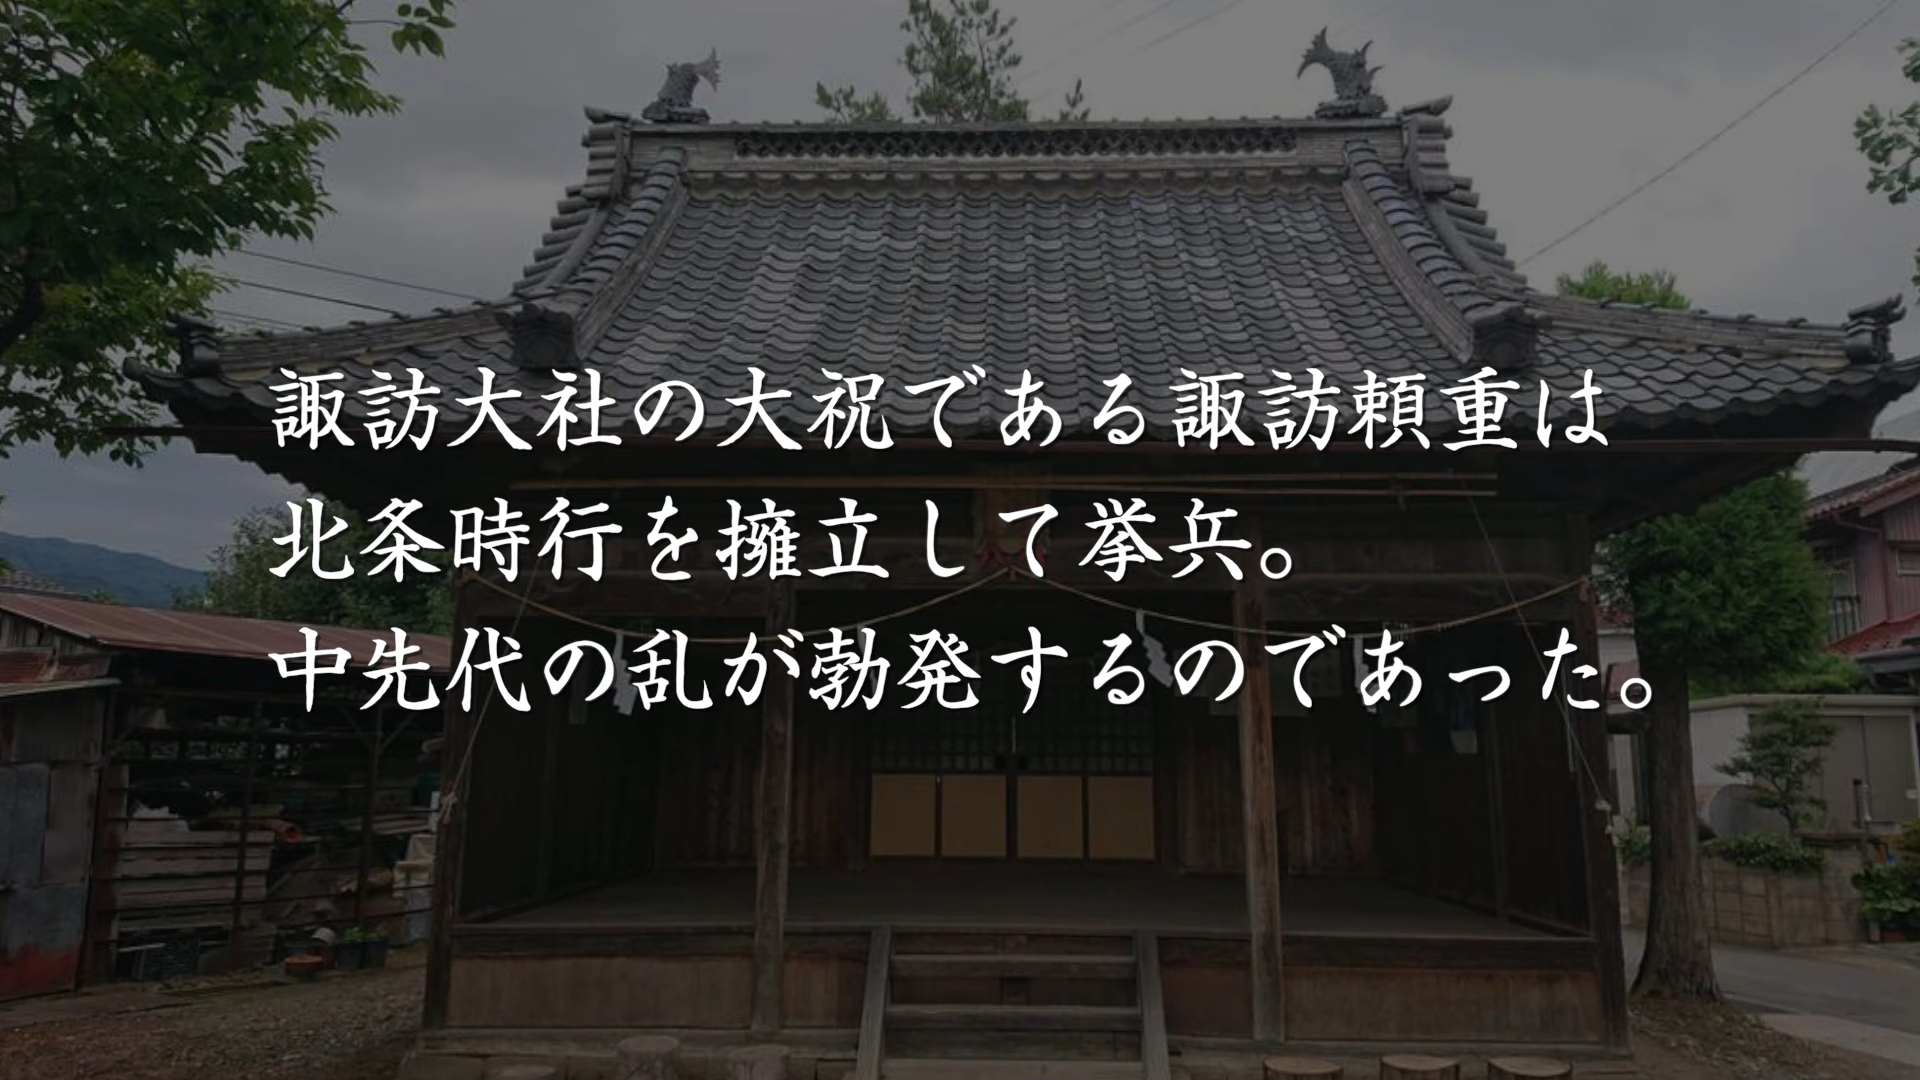 諏訪大社の大祝である諏訪頼重は
北条時行を擁立して挙兵。
中先代の乱が勃発するのであった。